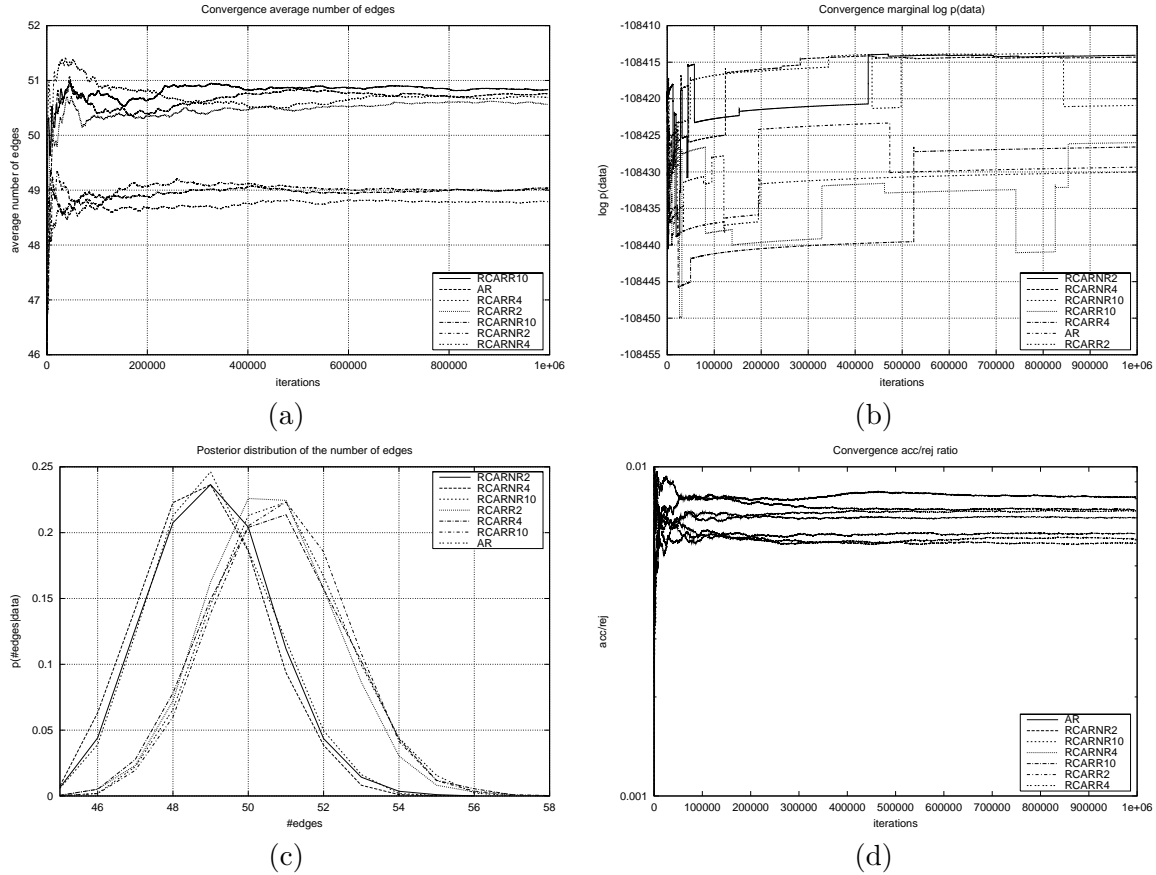 Convergence average number of edges
52
51
50
49
48
47
46
average number of edges
RCARR10
AR
RCARR4
RCARR2
RCARNR10
RCARNR2
RCARNR4
0 200000 400000 600000 800000 1e+06
iterations
(a)
Convergence marginal log p(data)
-108410
-108415
-108420
-108425
-108430
-108435
-108440
-108445
-108450
-108455
log p(data)
RCARNR2
RCARNR4
RCARNR10
RCARR10
RCARR4
AR
RCARR2
0 100000 200000 300000 400000 500000 600000 700000 800000 900000 1e+06
iterations
(b)
Posterior distribution of the number of edges
0.25
0.2
0.15
0.1
0.05
0
p(#edges|data)
RCARNR2
RCARNR4
RCARNR10
RCARR2
RCARR4
RCARR10
AR
46 48 50 52 54 56 58
#edges
(c)
Convergence acc/rej ratio
0.01
0.001
acc/rej
AR
RCARNR2
RCARNR10
RCARNR4
RCARR10
RCARR2
RCARR4
0 100000 200000 300000 400000 500000 600000 700000 800000 900000 1e+06
iterations
(d)